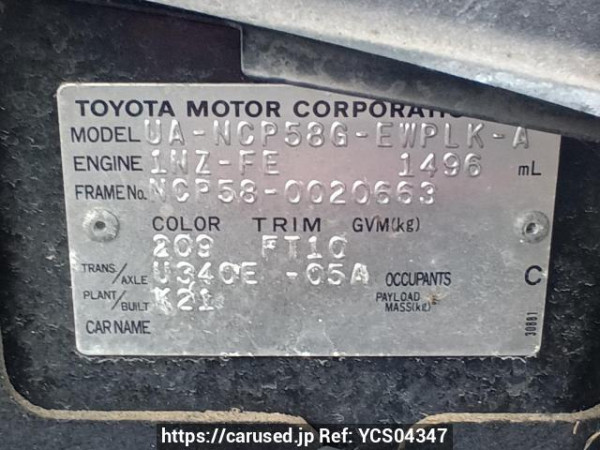 TOYOTA MOTOR CORPORATION
MODEL UA-NCP58G-EWPLK-A
ENGINE 1NZ-FE 1496 mL
FRAME No. NCP58-0020663
COLOR TRIM GVM(kg)
209 FT10
TRANS/AXLE U340E -05A OCCUPANTS C
PLANT/BUILT K21 PAYLOAD MASS(kg)
CAR NAME
30881
https://carused.jp Ref: YCS04347